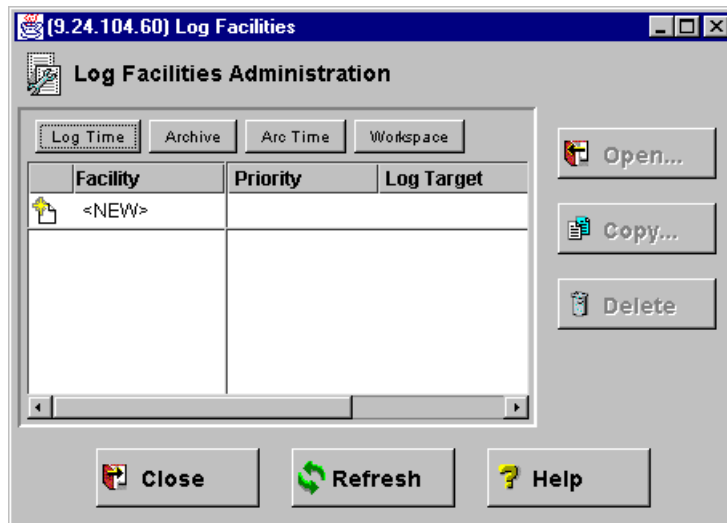 (9.24.104.60) Log Facilities
Log Facilities Administration
Log Time Archive Arc Time Workspace
Facility Priority Log Target
<NEW>
Open...
Copy...
Delete
Close Refresh Help